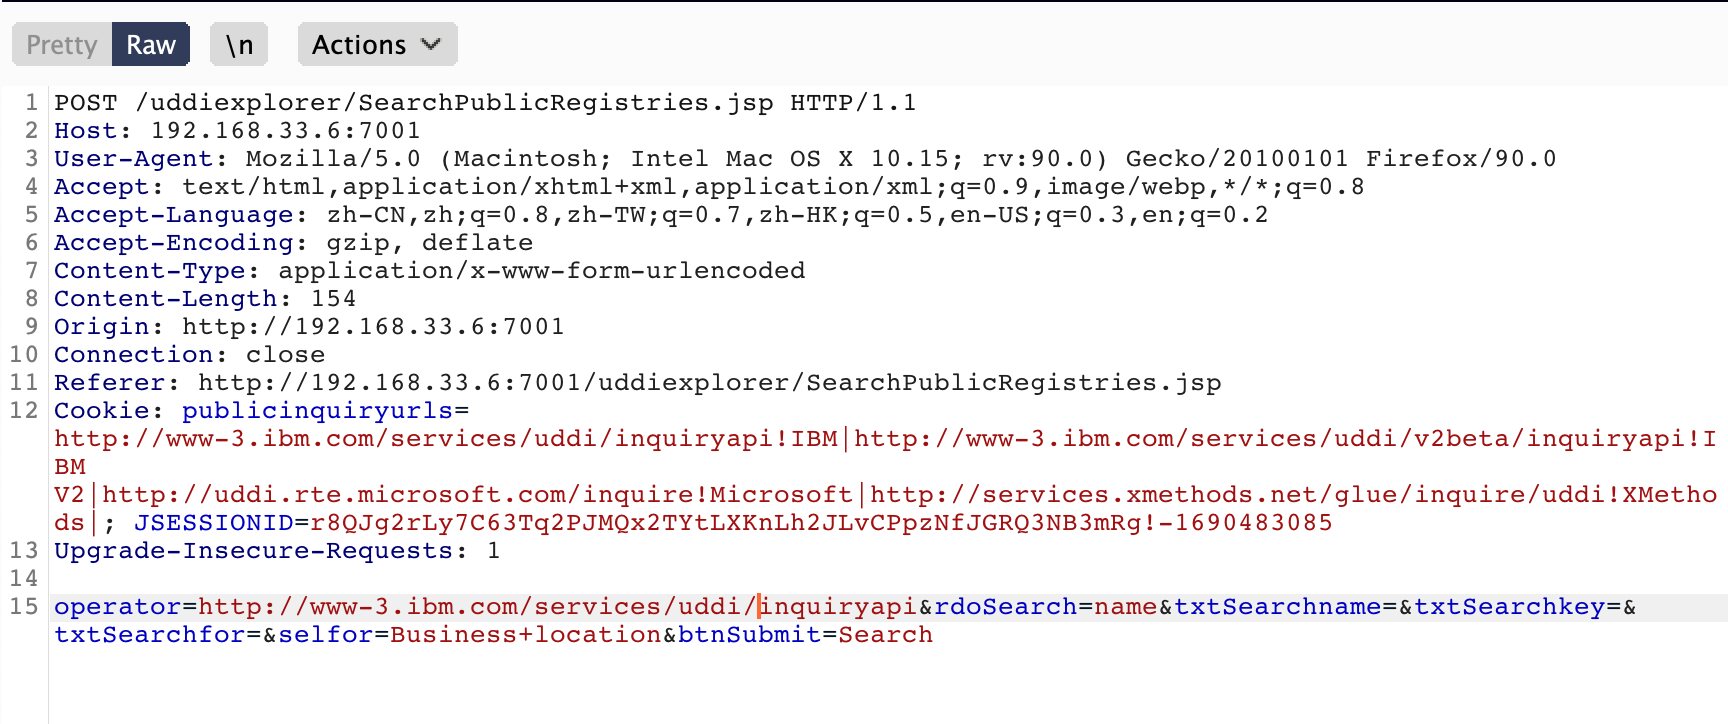 Pretty Raw \n Actions
1 POST /uddiexplorer/SearchPublicRegistries.jsp HTTP/1.1
2 Host: 192.168.33.6:7001
3 User-Agent: Mozilla/5.0 (Macintosh; Intel Mac OS X 10.15; rv:90.0) Gecko/20100101 Firefox/90.0
4 Accept: text/html,application/xhtml+xml,application/xml;q=0.9,image/webp,*/*;q=0.8
5 Accept-Language: zh-CN,zh;q=0.8,zh-TW;q=0.7,zh-HK;q=0.5,en-US;q=0.3,en;q=0.2
6 Accept-Encoding: gzip, deflate
7 Content-Type: application/x-www-form-urlencoded
8 Content-Length: 154
9 Origin: http://192.168.33.6:7001
10 Connection: close
11 Referer: http://192.168.33.6:7001/uddiexplorer/SearchPublicRegistries.jsp
12 Cookie: publicinquiryurls=
http://www-3.ibm.com/services/uddi/inquiryapi!IBM|http://www-3.ibm.com/services/uddi/v2beta/inquiryapi!I
BM
V2|http://uddi.rte.microsoft.com/inquire!Microsoft|http://services.xmethods.net/glue/inquire/uddi!XMetho
ds|; JSESSIONID=r8QJg2rLy7C63Tq2PJMQx2TYtLXKnLh2JLvCPpzNfJGRQ3NB3mRg!-1690483085
13 Upgrade-Insecure-Requests: 1
14
15 operator=http://www-3.ibm.com/services/uddi/inquiryapi&rdoSearch=name&txtSearchname=&txtSearchkey=&
txtSearchfor=&selfor=Business+location&btnSubmit=Search